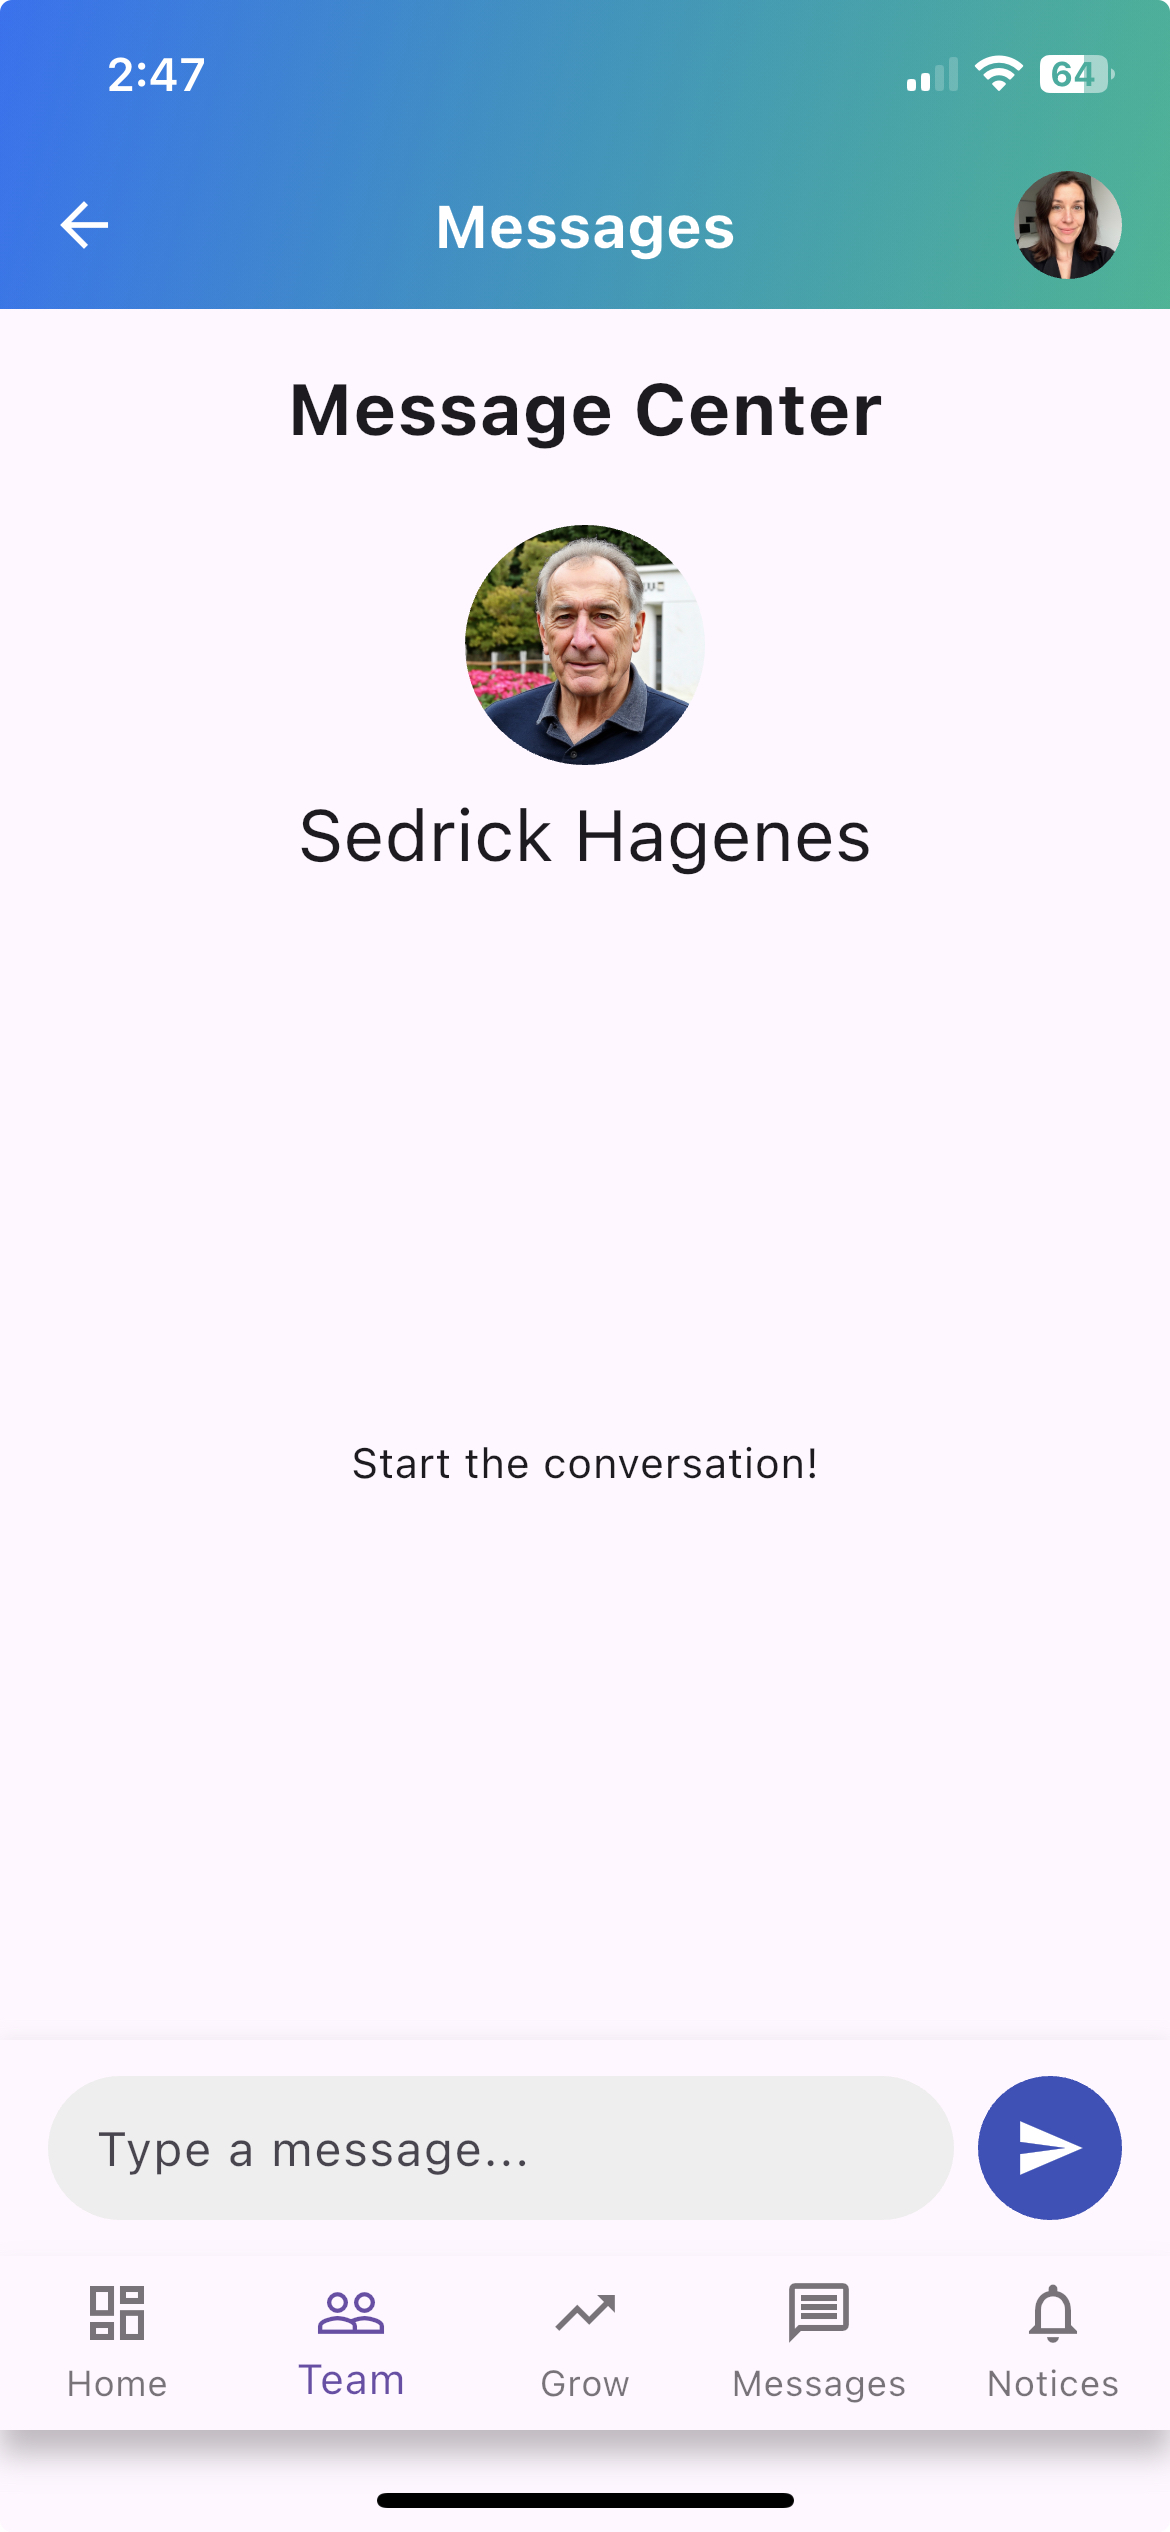 2:47
64
Messages
Message Center
Sedrick Hagenes
Start the conversation!
Type a message...
Home
Team
Grow
Messages
Notices